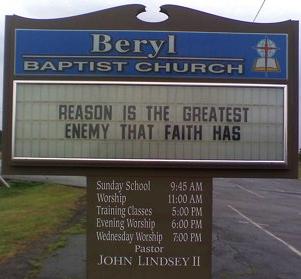 Beryl
BAPTIST CHURCH
REASON IS THE GREATEST
ENEMY THAT FAITH HAS
Sunday School 9:45 AM
Worship 11:00 AM
Training Classes 5:00 PM
Evening Worship 6:00 PM
Wednesday Worship 7:00 PM
Pastor
JOHN LINDSEY II